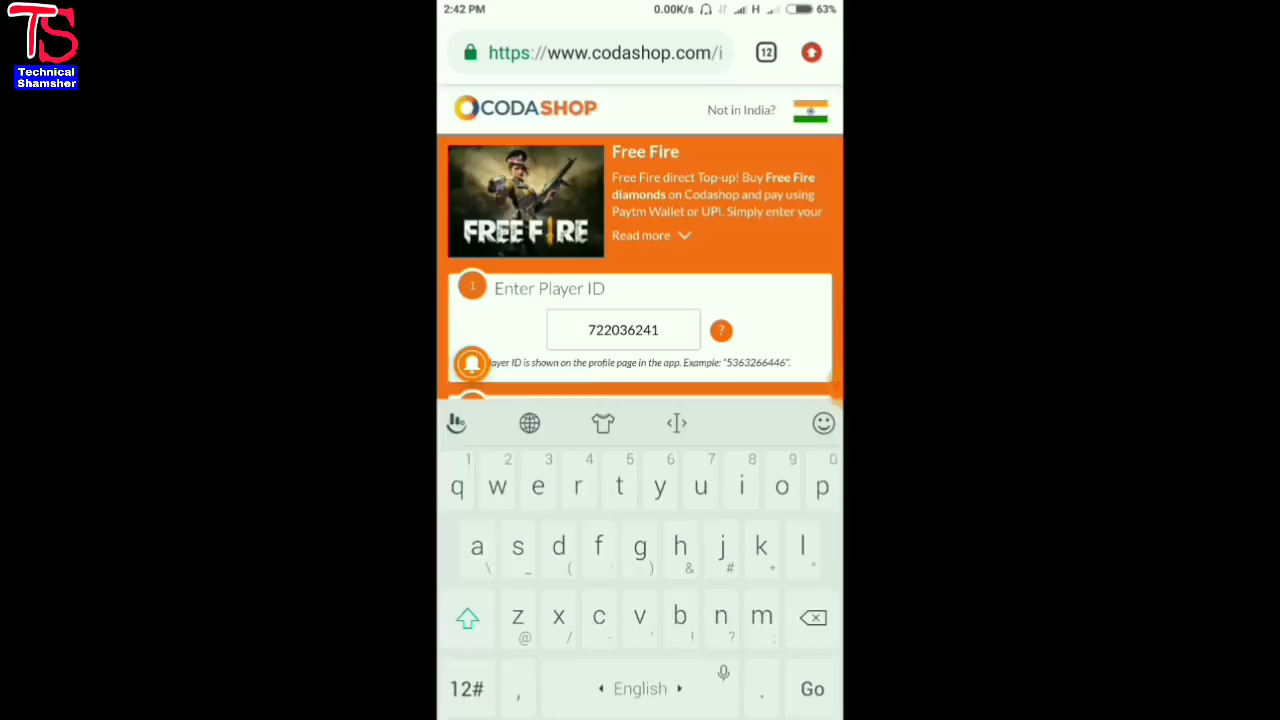 TS
Technical
Shamsher
2:42 PM
0.00K/s
H
63%
https://www.codashop.com/i
12
CODASHOP
Not in India?
FREE FIRE
Free Fire
Free Fire direct Top-up! Buy Free Fire
diamonds on Codashop and pay using
Paytm Wallet or UPI. Simply enter your
Read more
1
Enter Player ID
722036241
?
ayer ID is shown on the profile page in the app. Example: "5363266446".
1 2 3 4 5 6 7 8 9 0
q w e r t y u i o p
a s d f g h j k l
\ _ ( : ) & # * "
z x c v b n m
@ / - ' ! ? ;
12# , English . Go